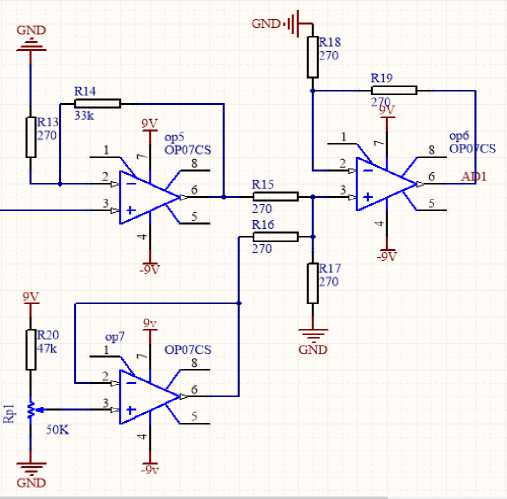 GND
R18
270
GND
R19
270
R14
33k
R13
270
9V
op5
OP07CS
9V
op6
OP07CS
1
7
8
2
3
6
5
4
-9V
1
7
8
2
3
6
AD1
5
4
-9V
R15
270
R16
270
R17
270
GND
9V
R20
47k
Rp1
50K
GND
op7
9v
OP07CS
1
7
8
2
3
6
5
4
-9v